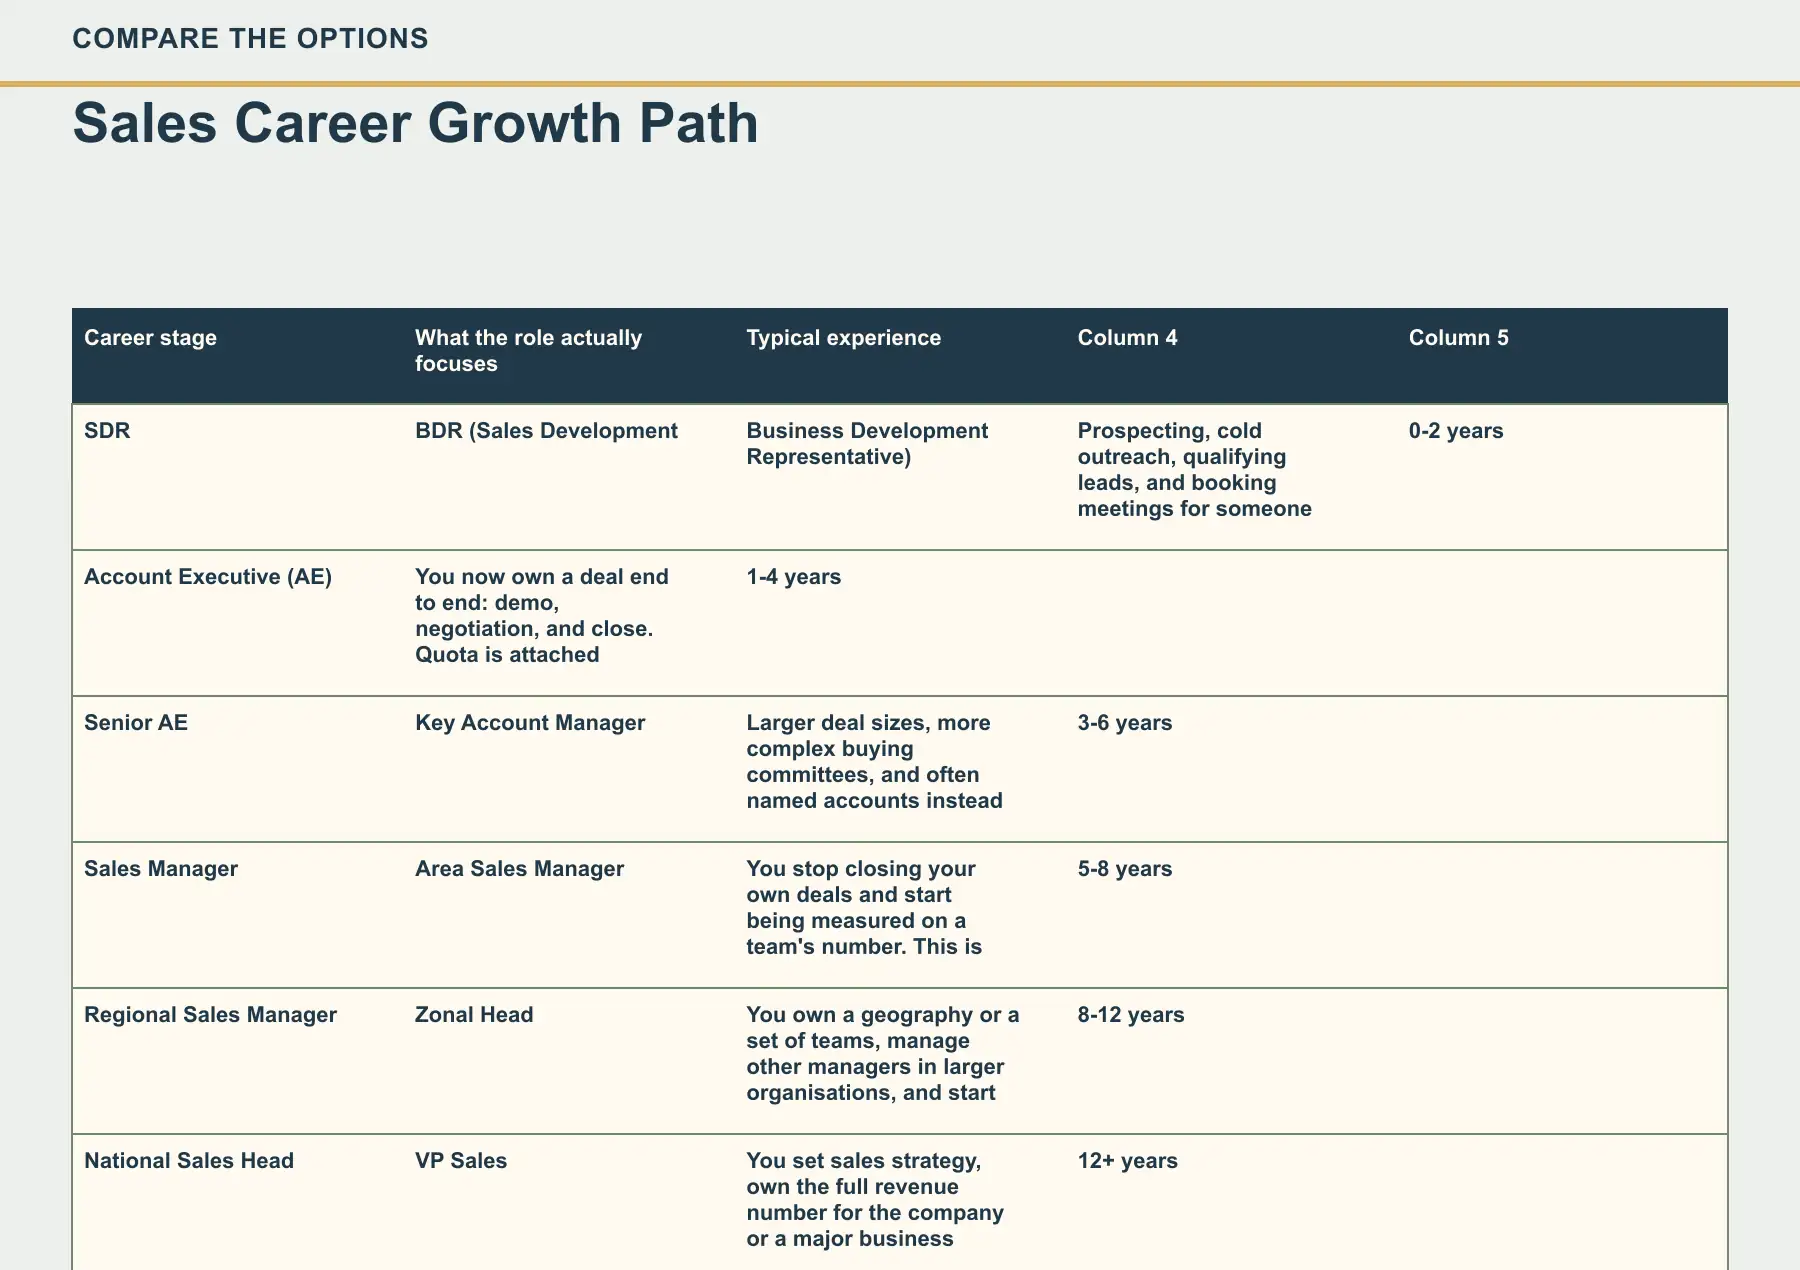 COMPARE THE OPTIONS
Sales Career Growth Path
Career stage
What the role actually
focuses
Typical experience
Column 4
Column 5
SDR
BDR (Sales Development
Business Development
Representative)
Prospecting, cold
outreach, qualifying
leads, and booking
meetings for someone
0-2 years
Account Executive (AE)
You now own a deal end
to end: demo,
negotiation, and close.
Quota is attached
1-4 years
Senior AE
Key Account Manager
Larger deal sizes, more
complex buying
committees, and often
named accounts instead
3-6 years
Sales Manager
Area Sales Manager
You stop closing your
own deals and start
being measured on a
team's number. This is
5-8 years
Regional Sales Manager
Zonal Head
You own a geography or a
set of teams, manage
other managers in larger
organisations, and start
8-12 years
National Sales Head
VP Sales
You set sales strategy,
own the full revenue
number for the company
or a major business
12+ years